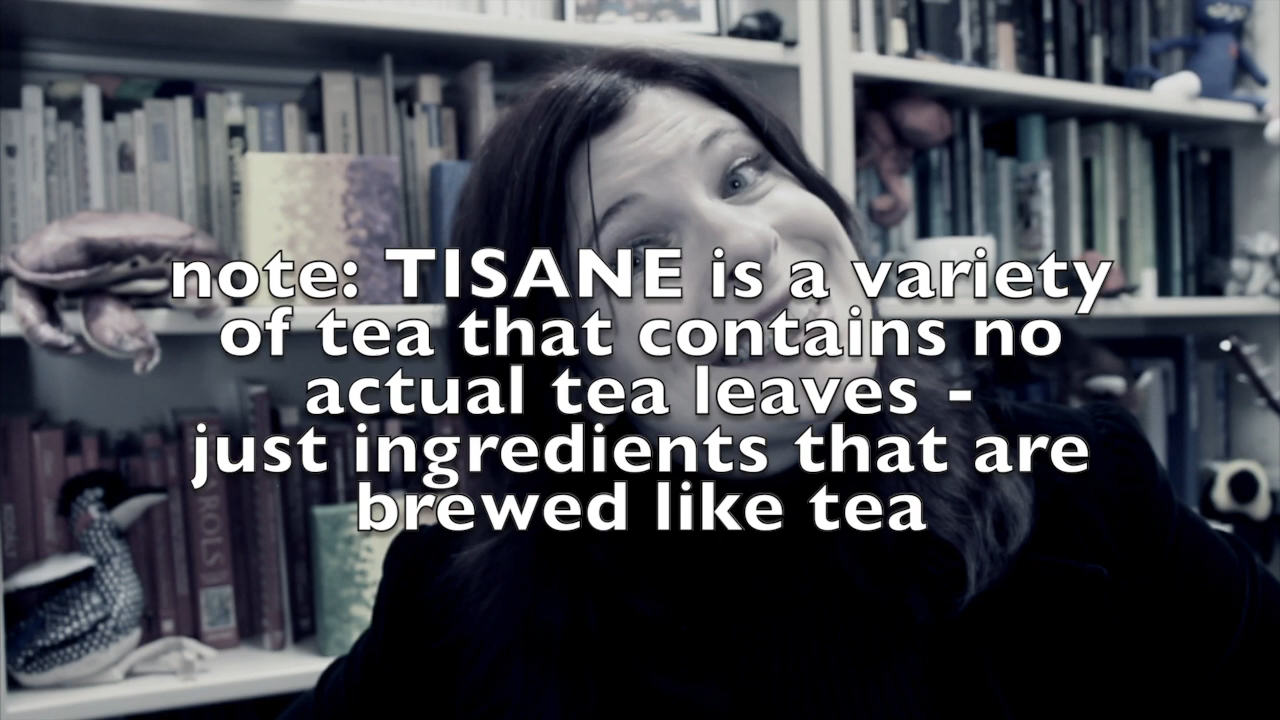 note: TISANE is a variety
of tea that contains no
actual tea leaves -
just ingredients that are
brewed like tea
ROLS